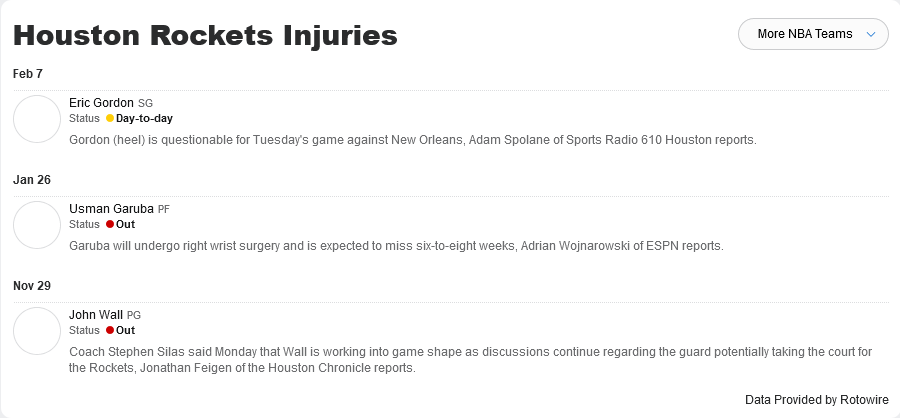 Houston Rockets Injuries
More NBA Teams
Feb 7
Eric Gordon SG
Status Day-to-day
Gordon (heel) is questionable for Tuesday's game against New Orleans, Adam Spolane of Sports Radio 610 Houston reports.
Jan 26
Usman Garuba PF
Status Out
Garuba will undergo right wrist surgery and is expected to miss six-to-eight weeks, Adrian Wojnarowski of ESPN reports.
Nov 29
John Wall PG
Status Out
Coach Stephen Silas said Monday that Wall is working into game shape as discussions continue regarding the guard potentially taking the court for
the Rockets, Jonathan Feigen of the Houston Chronicle reports.
Data Provided by Rotowire